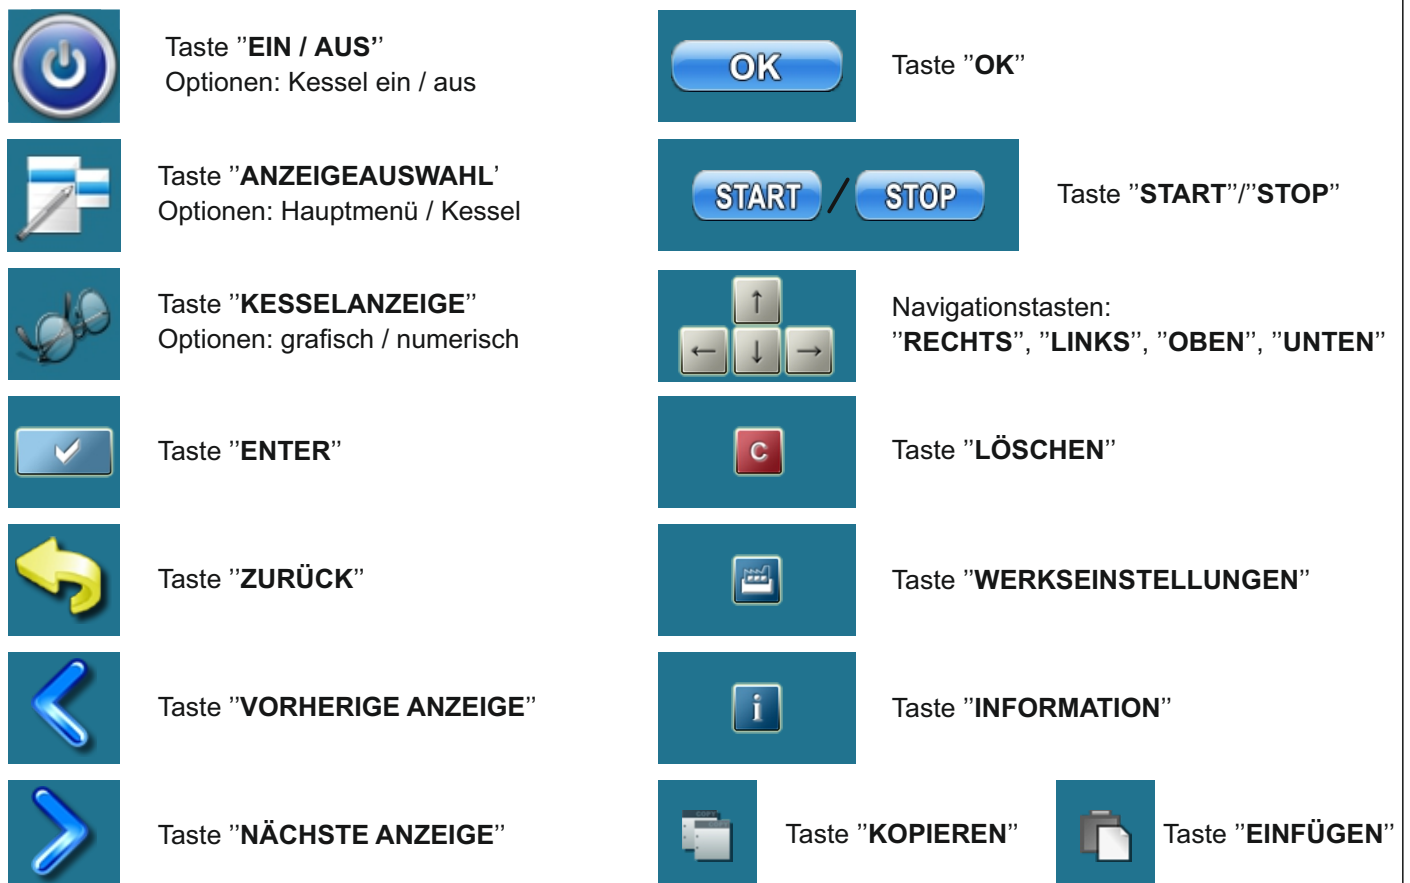 Taste ’’EIN / AUS’’
Optionen: Kessel ein / aus
Taste ’’ANZEIGEAUSWAHL’
Optionen: Hauptmenü / Kessel
Taste ’’KESSELANZEIGE’’
Optionen: grafisch / numerisch
Taste ’’ENTER’’
Taste ’’ZURÜCK’’
Taste ’’VORHERIGE ANZEIGE’’
Taste ’’NÄCHSTE ANZEIGE’’
OK
Taste ’’OK’’
START / STOP
Taste ’’START’’/’’STOP’’
Navigationstasten:
’’RECHTS’’, ’’LINKS’’, ’’OBEN’’, ’’UNTEN’’
C
Taste ’’LÖSCHEN’’
Taste ’’WERKSEINSTELLUNGEN’’
i
Taste ’’INFORMATION’’
COPY
Taste ’’KOPIEREN’’
Taste ’’EINFÜGEN’’